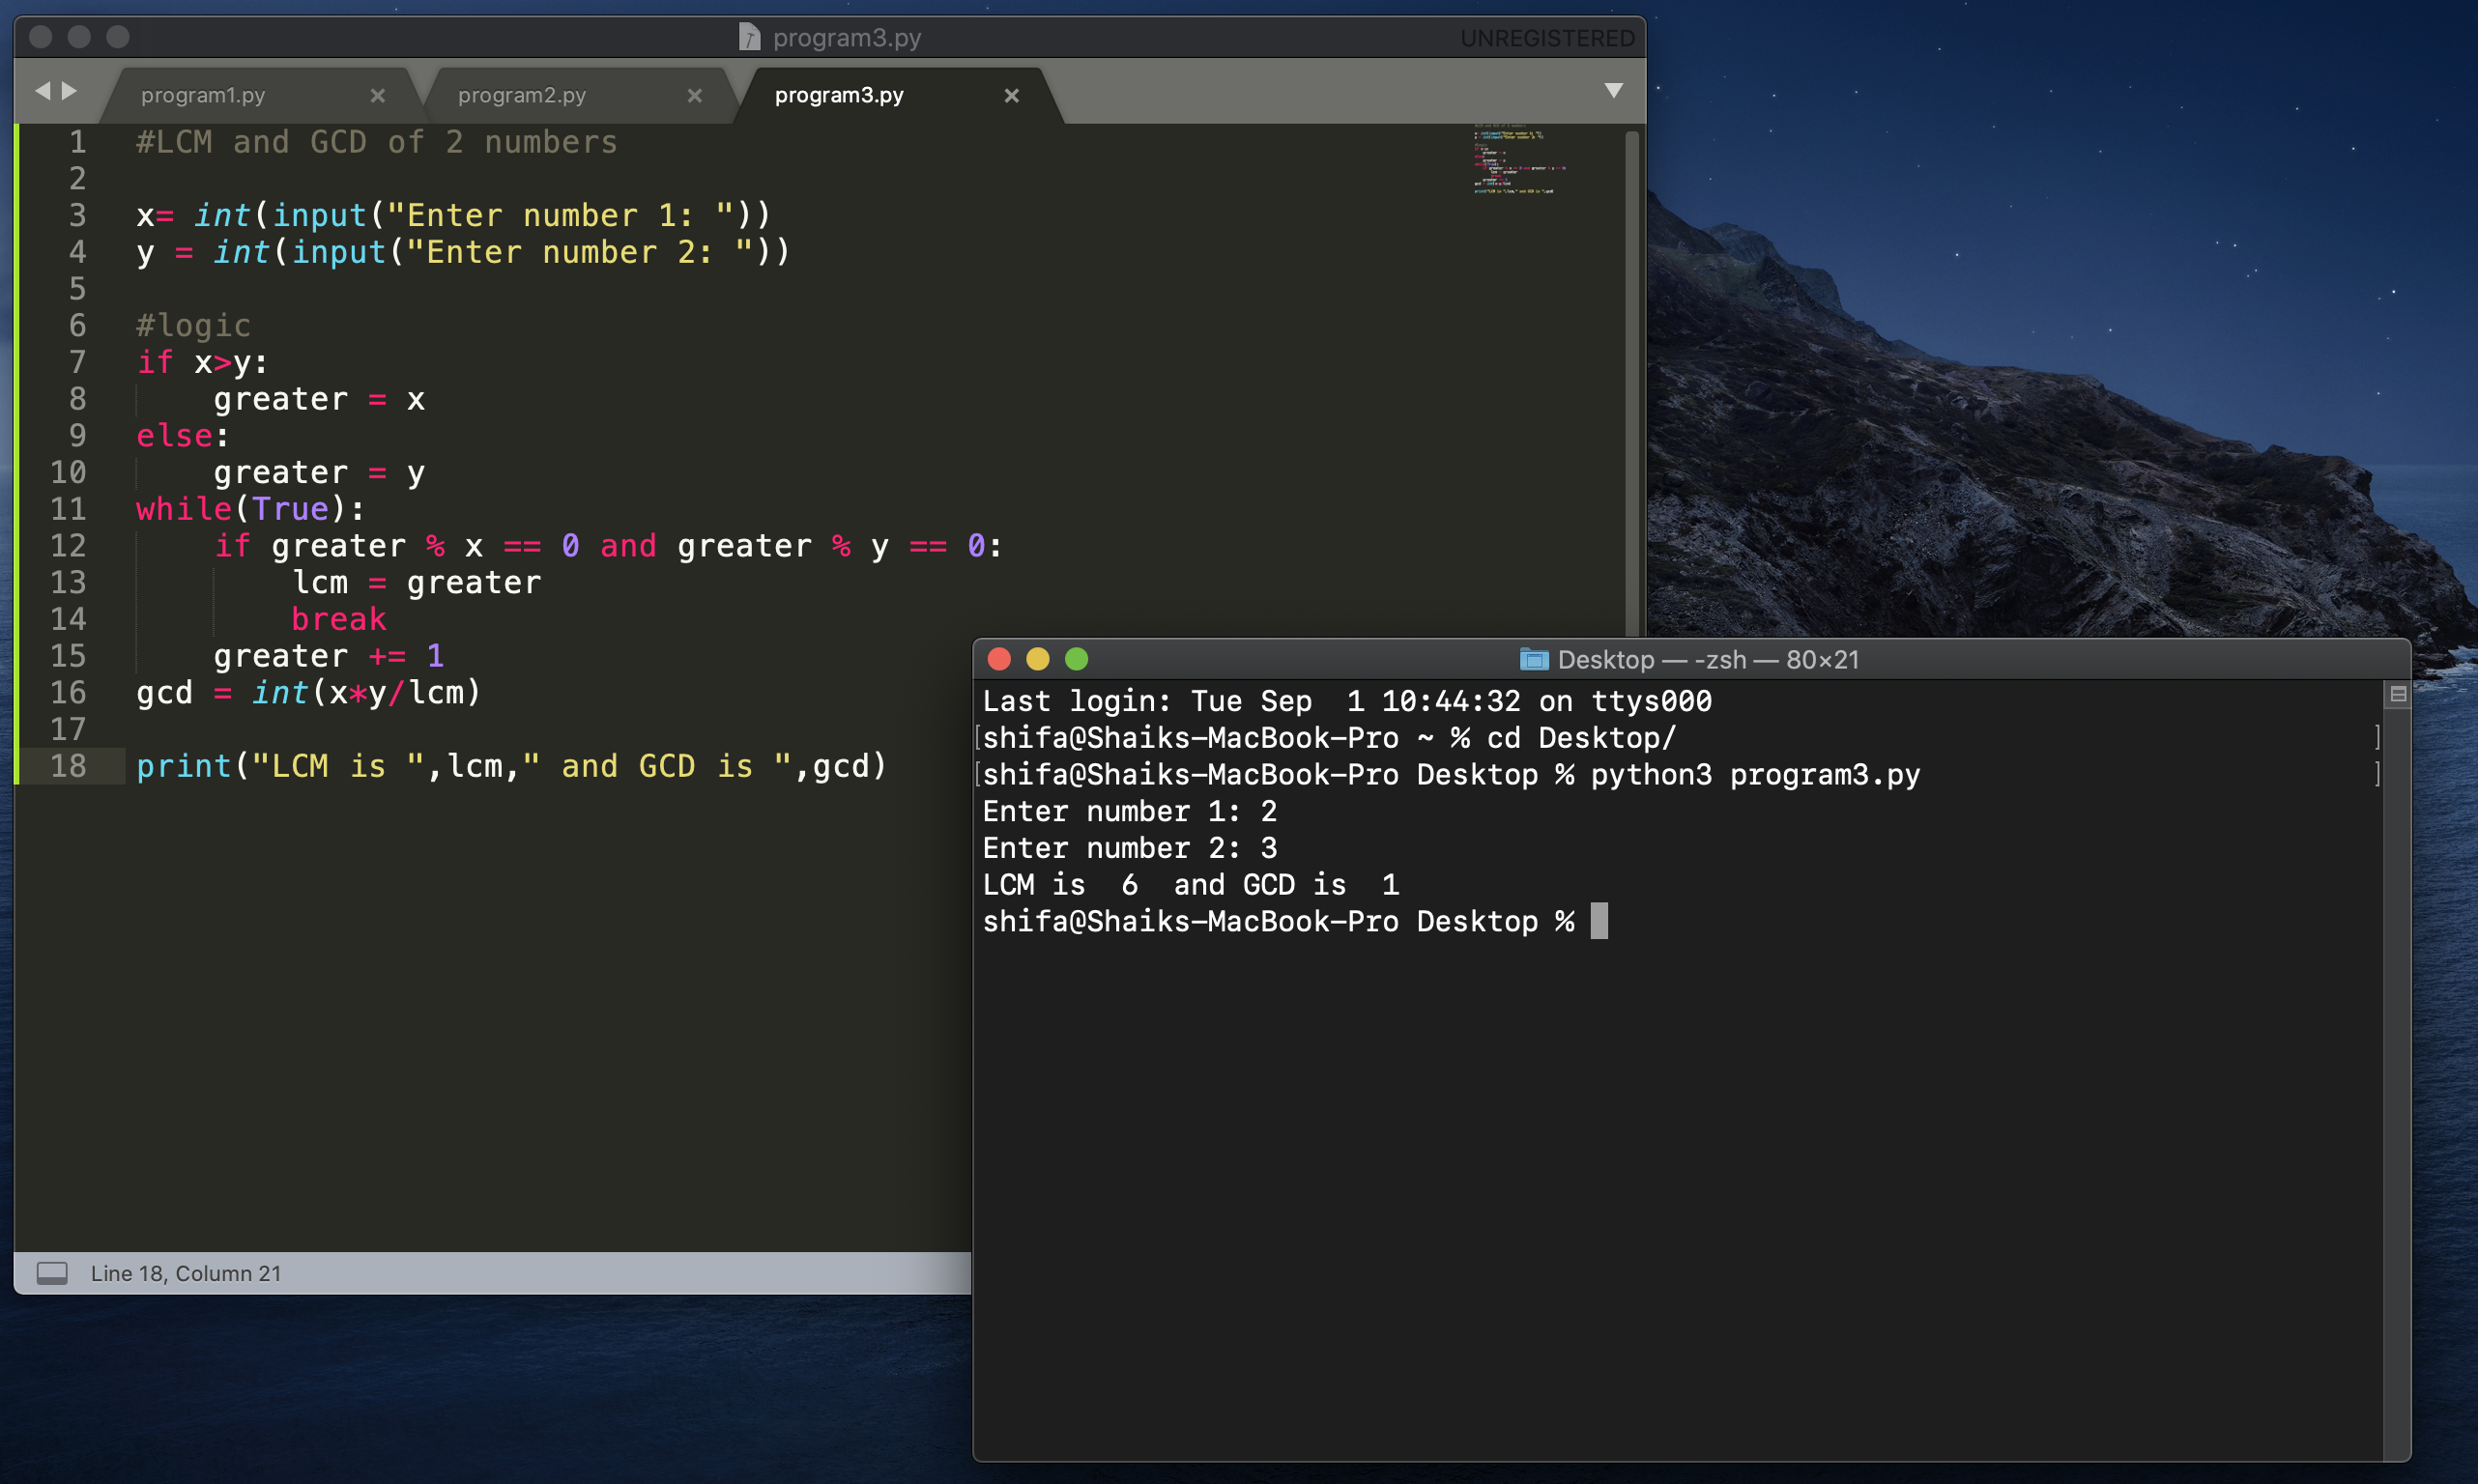 program3.py
UNREGISTERED
program1.py
program2.py
program3.py
1 #LCM and GCD of 2 numbers
2
3 x= int(input("Enter number 1: "))
4 y = int(input("Enter number 2: "))
5
6 #logic
7 if x>y:
8     greater = x
9 else:
10     greater = y
11 while(True):
12     if greater % x == 0 and greater % y == 0:
13         lcm = greater
14         break
15     greater += 1
16 gcd = int(x*y/lcm)
17
18 print("LCM is ",lcm," and GCD is ",gcd)
Line 18, Column 21
Desktop — -zsh — 80×21
Last login: Tue Sep  1 10:44:32 on ttys000
[shifa@Shaiks-MacBook-Pro ~ % cd Desktop/ ]
[shifa@Shaiks-MacBook-Pro Desktop % python3 program3.py ]
Enter number 1: 2
Enter number 2: 3
LCM is  6  and GCD is  1
shifa@Shaiks-MacBook-Pro Desktop %